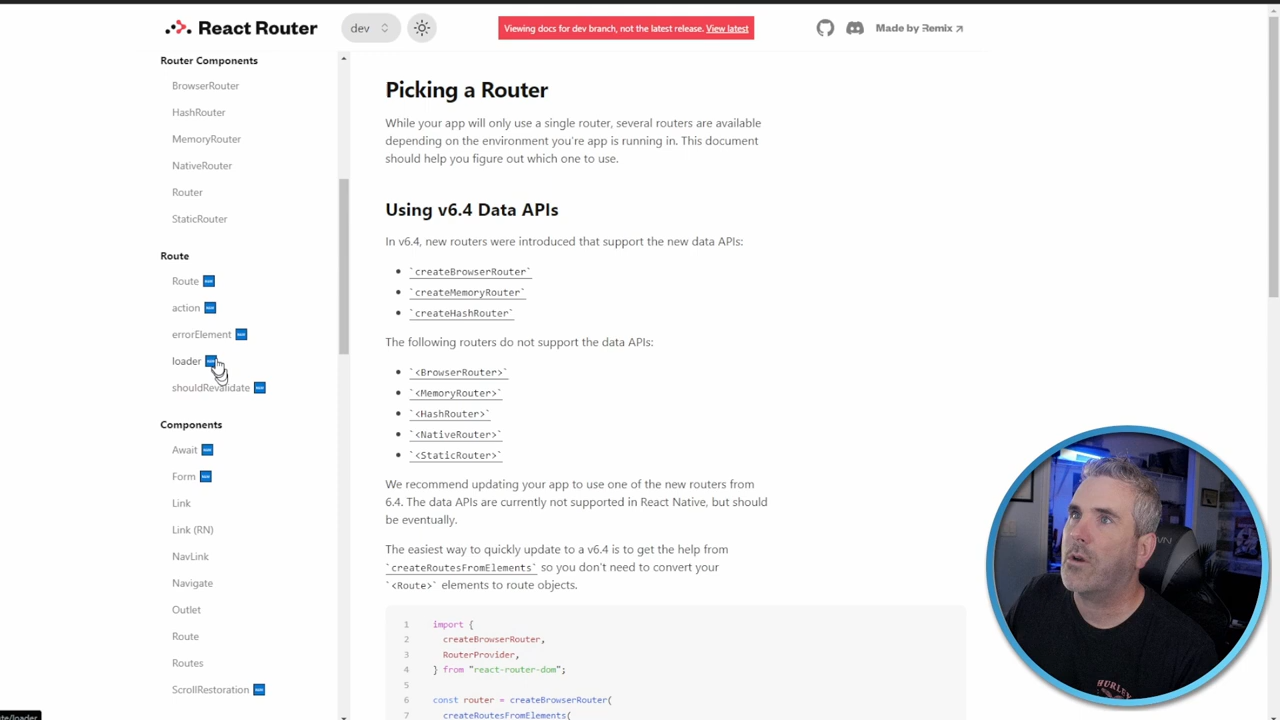 React Router
dev
Viewing docs for dev branch, not the latest release. View latest
Made by Remix ↗
Router Components
BrowserRouter
HashRouter
MemoryRouter
NativeRouter
Router
StaticRouter
Route
Route
action
errorElement
loader
shouldRevalidate
Components
Await
Form
Link
Link (RN)
NavLink
Navigate
Outlet
Route
Routes
ScrollRestoration
Picking a Router
While your app will only use a single router, several routers are available
depending on the environment you're app is running in. This document
should help you figure out which one to use.
Using v6.4 Data APIs
In v6.4, new routers were introduced that support the new data APIs:
• `createBrowserRouter`
• `createMemoryRouter`
• `createHashRouter`
The following routers do not support the data APIs:
• `<BrowserRouter>`
• `<MemoryRouter>`
• `<HashRouter>`
• `<NativeRouter>`
• `<StaticRouter>`
We recommend updating your app to use one of the new routers from
6.4. The data APIs are currently not supported in React Native, but should
be eventually.
The easiest way to quickly update to a v6.4 is to get the help from
`createRoutesFromElements` so you don't need to convert your
`<Route>` elements to route objects.
1 import {
2 createBrowserRouter,
3 RouterProvider,
4 } from "react-router-dom";
5
6 const router = createBrowserRouter(
7 createRoutesFromElements(
HURLEY